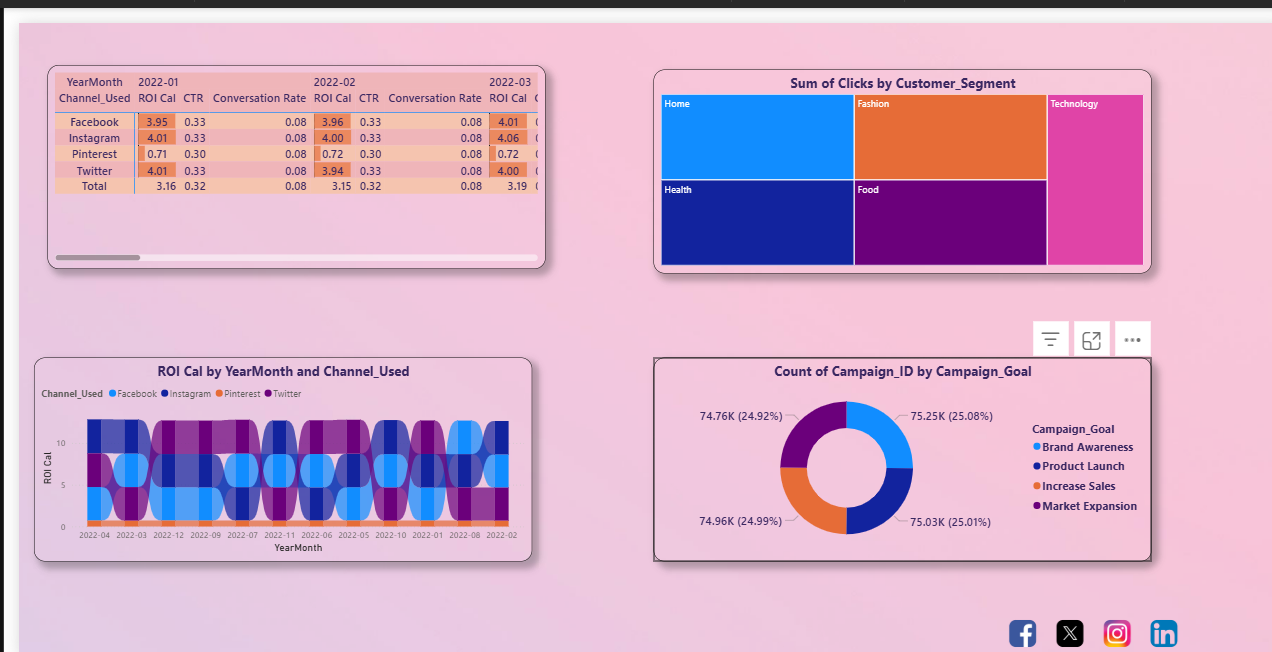 YearMonth 2022-01 2022-02 2022-03
Channel_Used ROI Cal CTR Conversation Rate ROI Cal CTR Conversation Rate ROI Cal
Facebook 3.95 0.33 0.08 3.96 0.33 0.08 4.01
Instagram 4.01 0.33 0.08 4.00 0.33 0.08 4.06
Pinterest 0.71 0.30 0.08 0.72 0.30 0.08 0.72
Twitter 4.01 0.33 0.08 3.94 0.33 0.08 4.00
Total 3.16 0.32 0.08 3.15 0.32 0.08 3.19
Sum of Clicks by Customer_Segment
Home Fashion Technology
Health Food
ROI Cal by YearMonth and Channel_Used
Channel_Used Facebook Instagram Pinterest Twitter
ROI Cal
10
5
0
2022-04 2022-03 2022-12 2022-09 2022-07 2022-11 2022-06 2022-05 2022-10 2022-01 2022-08 2022-02
YearMonth
Count of Campaign_ID by Campaign_Goal
74.76K (24.92%) 75.25K (25.08%)
74.96K (24.99%) 75.03K (25.01%)
Campaign_Goal
Brand Awareness
Product Launch
Increase Sales
Market Expansion